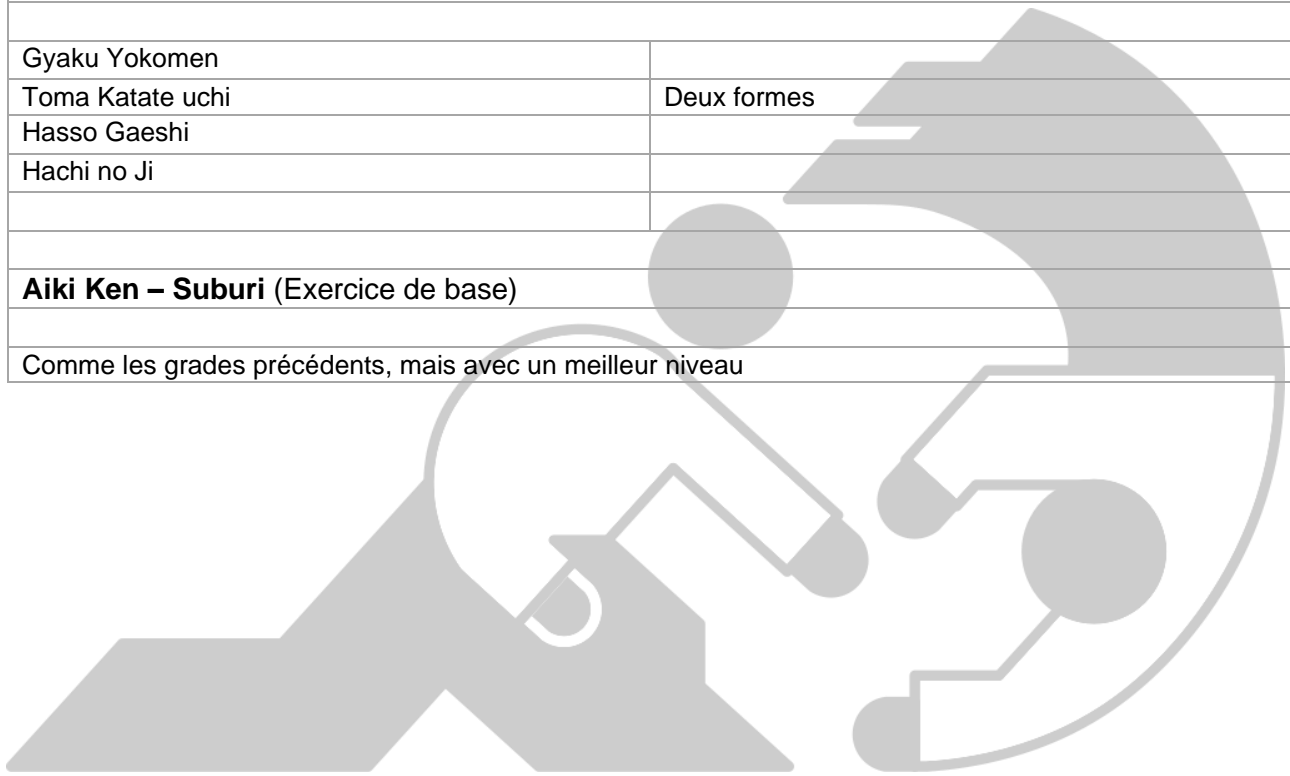 Gyaku Yokomen
Toma Katate uchi Deux formes
Hasso Gaeshi
Hachi no Ji
Aiki Ken – Suburi (Exercice de base)
Comme les grades précédents, mais avec un meilleur niveau